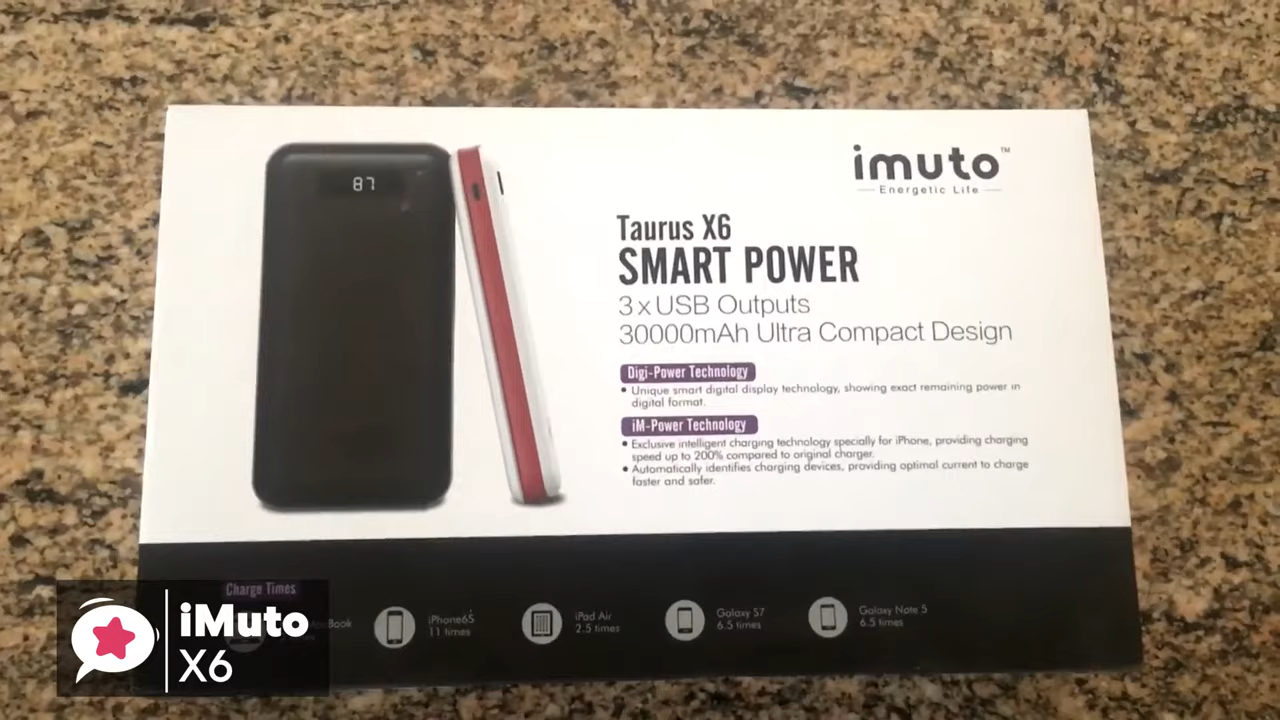 87
imuto™
Energetic Life
Taurus X6
SMART POWER
3 x USB Outputs
30000mAh Ultra Compact Design
Digi-Power Technology
• Unique smart digital display technology, showing exact remaining power in
digital format.
iM-Power Technology
• Exclusive intelligent charging technology specially for iPhone, providing charging
speed up to 200% compared to original charger.
• Automatically identifies charging devices, providing optimal current to charge
faster and safer.
Charge Times
iPhone6S
11 times
iPad Air
2.5 times
Galaxy S7
6.5 times
Galaxy Note 5
6.5 times
iMuto
X6